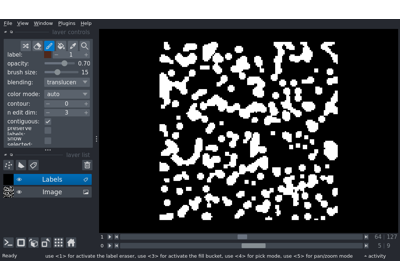 File View Window Plugins Help
layer controls
label: 1
opacity: 0.70
brush size: 15
blending: translucen
color mode: auto
contour: 0
n edit dim: 3
contiguous:
preserve labels:
show selected:
layer list
Labels
Image
1 64 127
2 5 9
Ready use <1> for activate the label eraser, use <3> for activate the fill bucket, use <4> for pick mode, use <5> for pan/zoom mode activity